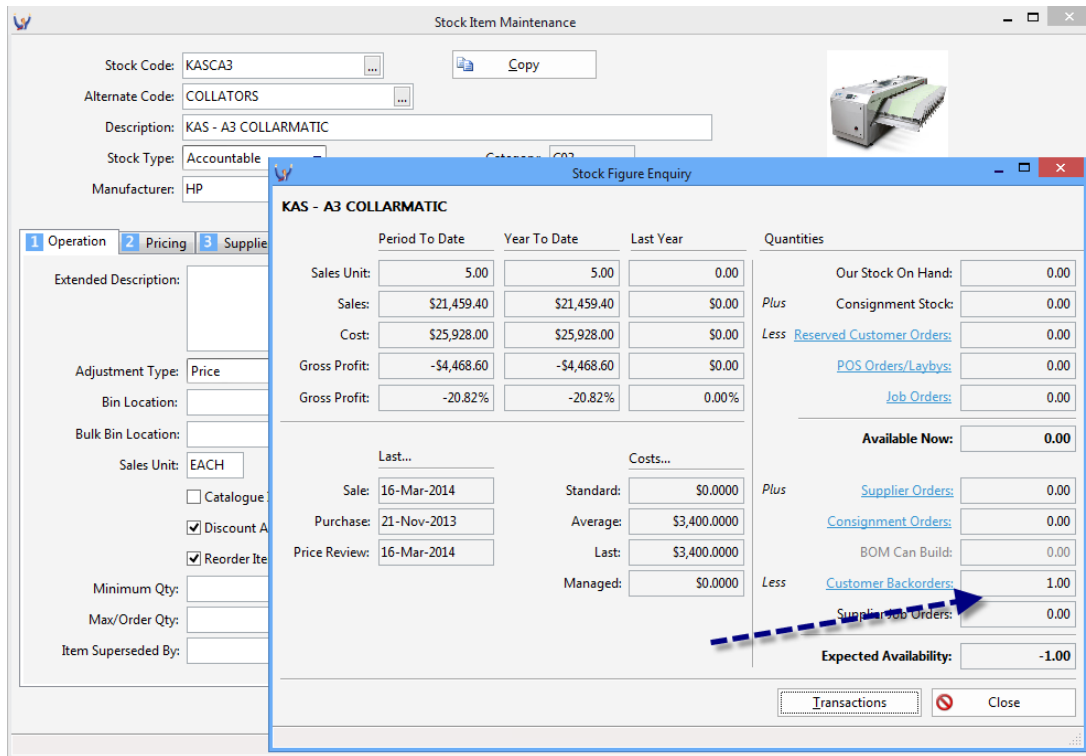 Stock Item Maintenance
Stock Code: KASCA3 ... Copy
Alternate Code: COLLATORS ...
Description: KAS - A3 COLLARMATIC
Stock Type: Accountable
Manufacturer: HP
1 Operation 2 Pricing 3 Supplie
Extended Description:
Adjustment Type: Price
Bin Location:
Bulk Bin Location:
Sales Unit: EACH
Catalogue
Discount A
Reorder Ite
Minimum Qty:
Max/Order Qty:
Item Superseded By:
Stock Figure Enquiry
KAS - A3 COLLARMATIC
Period To Date Year To Date Last Year Quantities
Sales Unit: 5.00 5.00 0.00 Our Stock On Hand: 0.00
Sales: $21,459.40 $21,459.40 $0.00 Plus Consignment Stock: 0.00
Cost: $25,928.00 $25,928.00 $0.00 Less Reserved Customer Orders: 0.00
Gross Profit: -$4,468.60 -$4,468.60 $0.00 POS Orders/Laybys: 0.00
Gross Profit: -20.82% -20.82% 0.00% Job Orders: 0.00
Available Now: 0.00
Last... Costs...
Sale: 16-Mar-2014 Standard: $0.0000 Plus Supplier Orders: 0.00
Purchase: 21-Nov-2013 Average: $3,400.0000 Consignment Orders: 0.00
Price Review: 16-Mar-2014 Last: $3,400.0000 BOM Can Build: 0.00
Managed: $0.0000 Less Customer Backorders: 1.00
Supplier Job Orders: 0.00
Expected Availability: -1.00
Transactions Close